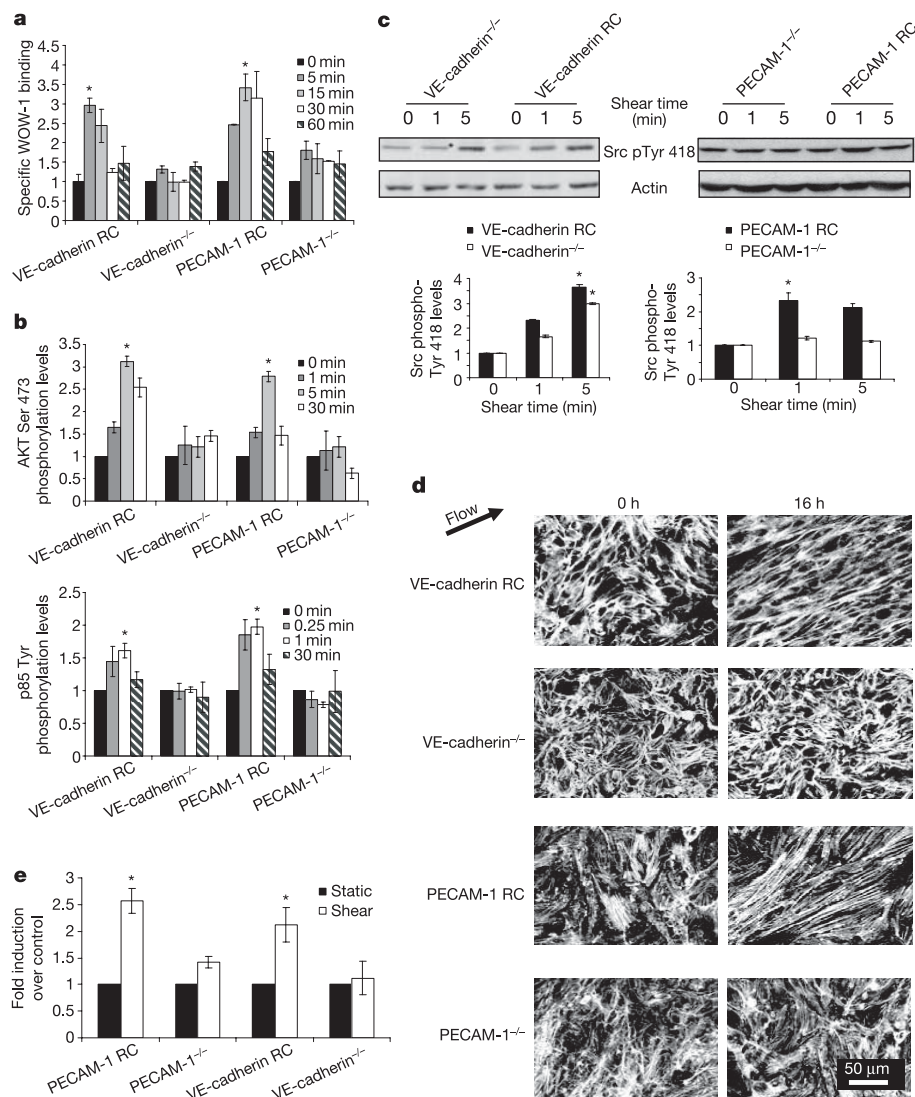 a
Specific WOW-1 binding
4
3.5
3
2.5
2
1.5
1
0.5
0 min
5 min
15 min
30 min
60 min
*
*
VE-cadherin RC
VE-cadherin–/–
PECAM-1 RC
PECAM-1–/–
b
AKT Ser 473
phosphorylation levels
3.5
3
2.5
2
1.5
1
0.5
0
0 min
1 min
5 min
30 min
*
*
VE-cadherin RC
VE-cadherin–/–
PECAM-1 RC
PECAM-1–/–
p85 Tyr
phosphorylation levels
2.5
2
1.5
1
0.5
0
0 min
0.25 min
1 min
30 min
*
*
VE-cadherin RC
VE-cadherin–/–
PECAM-1 RC
PECAM-1–/–
c
VE-cadherin–/–
VE-cadherin RC
PECAM-1–/–
PECAM-1 RC
0 1 5 0 1 5
Shear time
(min)
0 1 5 0 1 5
Src pTyr 418
Actin
VE-cadherin RC
VE-cadherin–/–
Src phospho-
Tyr 418 levels
4
3
2
1
*
*
0 1 5
Shear time (min)
PECAM-1 RC
PECAM-1–/–
Src phospho-
Tyr 418 levels
3
2
1
0
*
0 1 5
Shear time (min)
d
Flow
0 h
16 h
VE-cadherin RC
VE-cadherin–/–
PECAM-1 RC
PECAM-1–/–
50 μm
e
Fold induction
over control
3
2.5
2
1.5
1
0.5
0
Static
Shear
*
*
PECAM-1 RC
PECAM-1–/–
VE-cadherin RC
VE-cadherin–/–